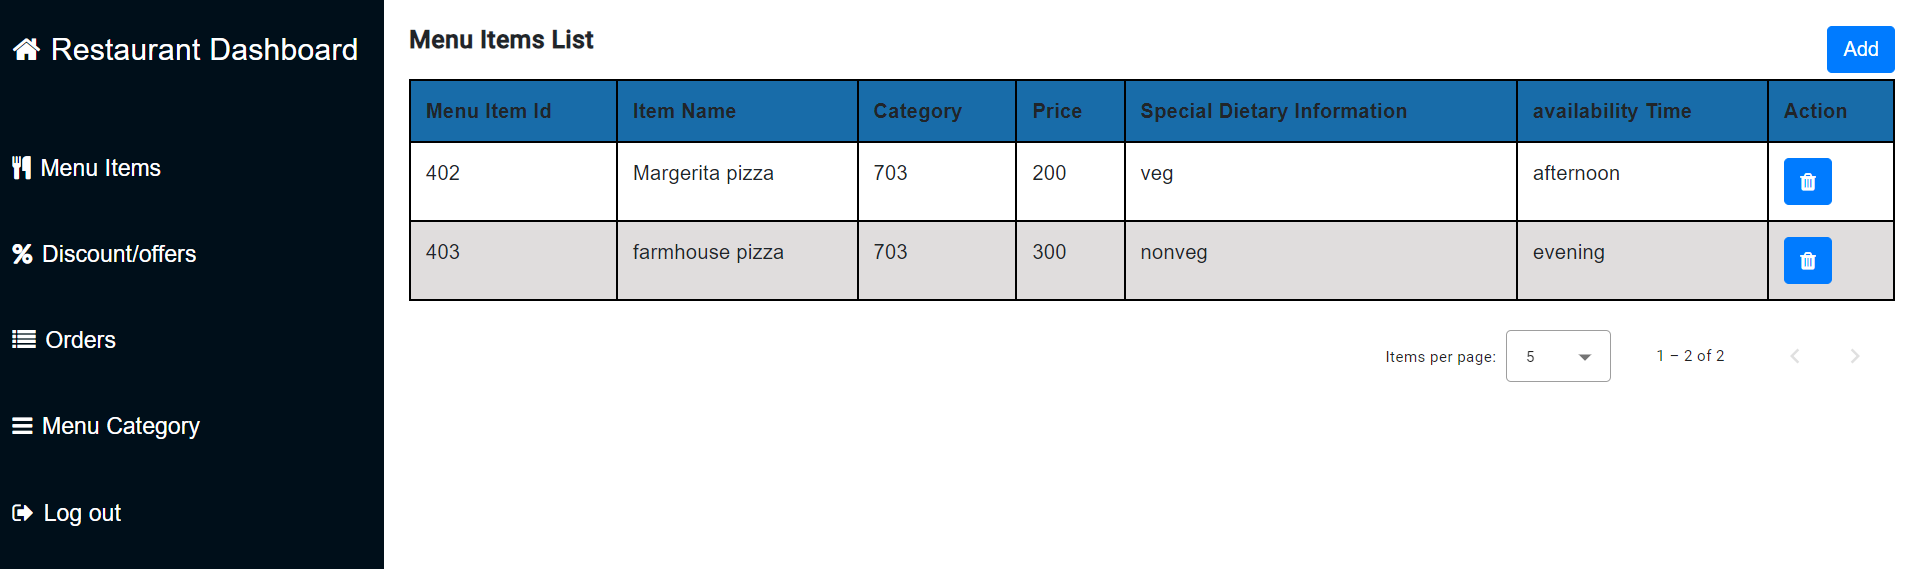 Restaurant Dashboard
Menu Items
Discount/offers
Orders
Menu Category
Log out
Menu Items List
Add
Menu Item Id Item Name Category Price Special Dietary Information availability Time Action
402 Margerita pizza 703 200 veg afternoon
403 farmhouse pizza 703 300 nonveg evening
Items per page: 5 1 – 2 of 2